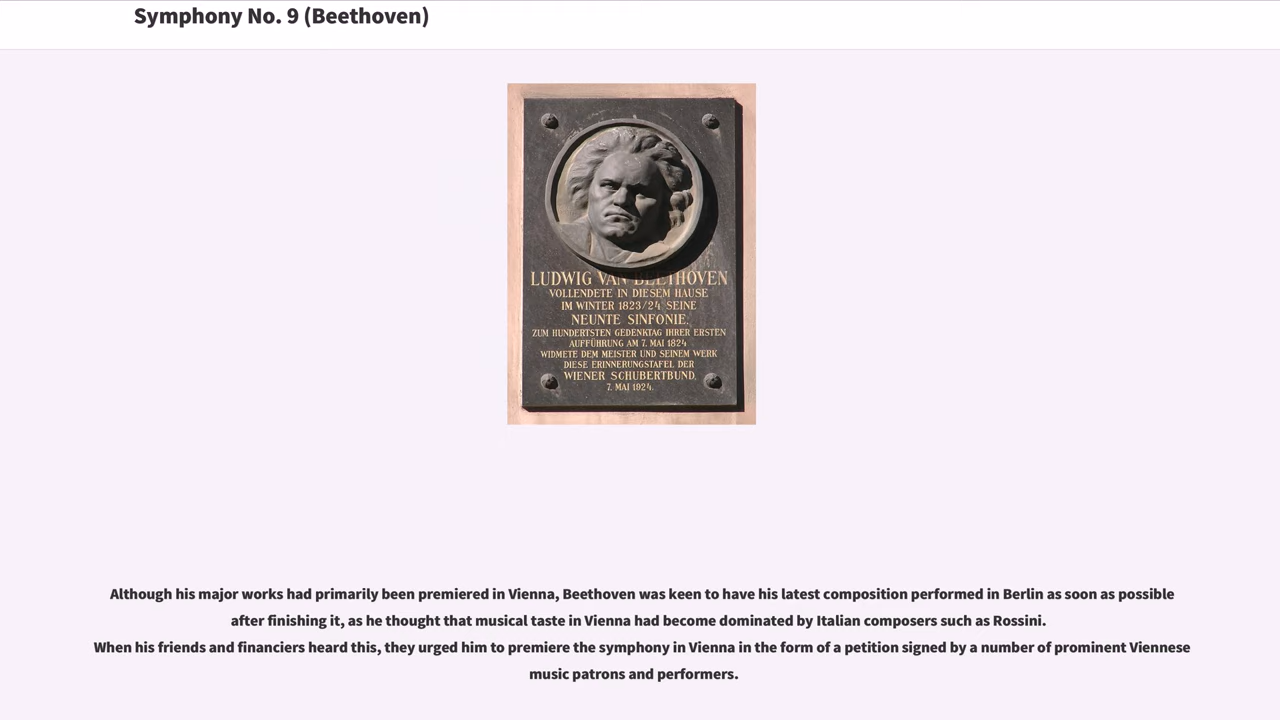 Symphony No. 9 (Beethoven)
LUDWIG VAN BEETHOVEN
VOLLENDETE IN DIESEM HAUSE
IM WINTER 1823/24 SEINE
NEUNTE SINFONIE.
ZUM HUNDERTSTEN GEDENKTAG IHRER ERSTEN
AUFFÜHRUNG AM 7. MAI 1824
WIDMETE DEM MEISTER UND SEINEM WERK
DIESE ERINNERUNGSTAFEL DER
WIENER SCHUBERTBUND.
7. MAI 1924.
Although his major works had primarily been premiered in Vienna, Beethoven was keen to have his latest composition performed in Berlin as soon as possible
after finishing it, as he thought that musical taste in Vienna had become dominated by Italian composers such as Rossini.
When his friends and financiers heard this, they urged him to premiere the symphony in Vienna in the form of a petition signed by a number of prominent Viennese
music patrons and performers.